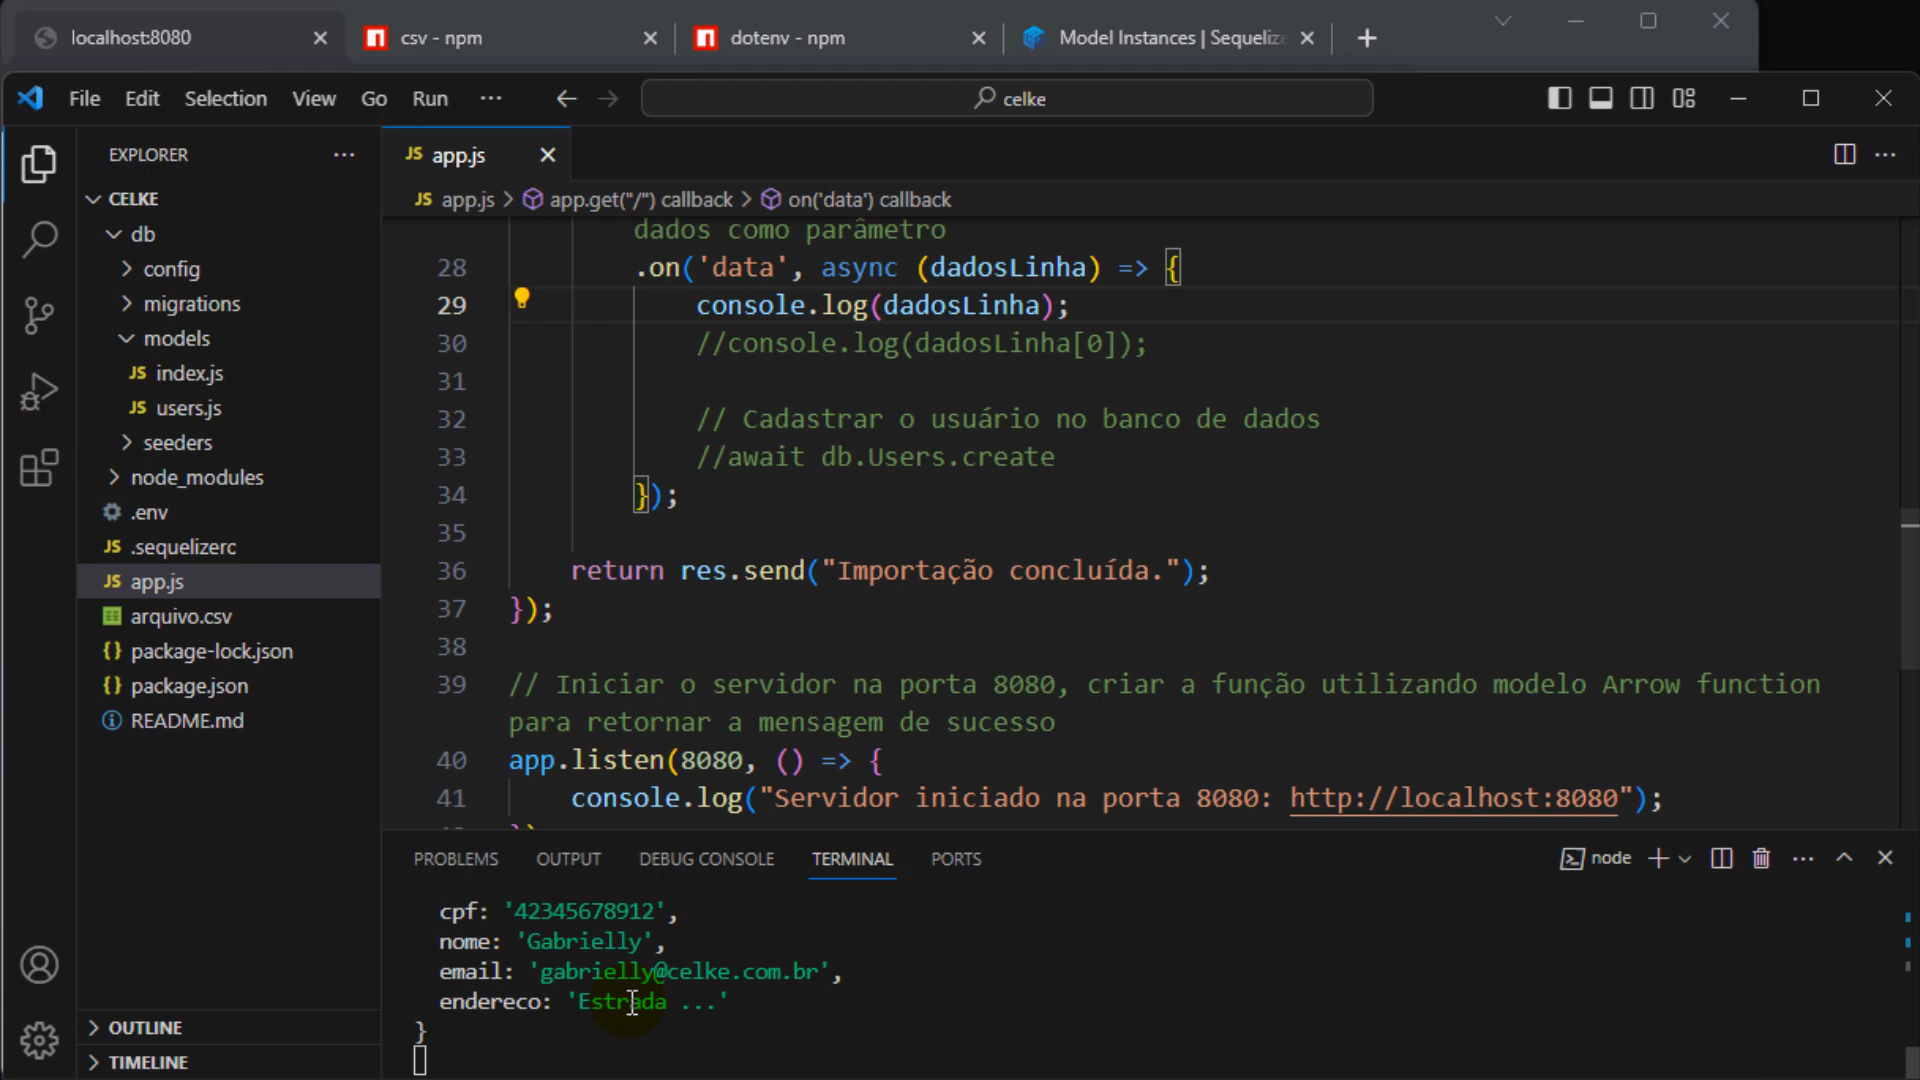 localhost:8080
csv - npm
dotenv - npm
Model Instances | Sequelize
File Edit Selection View Go Run ...
celke
EXPLORER
JS app.js
JS app.js > app.get("/") callback > on('data') callback
CELKE
db
config
migrations
models
JS index.js
JS users.js
seeders
node_modules
.env
JS .sequelizerc
JS app.js
arquivo.csv
{} package-lock.json
{} package.json
README.md
OUTLINE
TIMELINE
dados como parâmetro
28 .on('data', async (dadosLinha) => {
29 console.log(dadosLinha);
30 //console.log(dadosLinha[0]);
31
32 // Cadastrar o usuário no banco de dados
33 //await db.Users.create
34 });
35
36 return res.send("Importação concluída.");
37 });
38
39 // Iniciar o servidor na porta 8080, criar a função utilizando modelo Arrow function
para retornar a mensagem de sucesso
40 app.listen(8080, () => {
41 console.log("Servidor iniciado na porta 8080: http://localhost:8080");
PROBLEMS OUTPUT DEBUG CONSOLE TERMINAL PORTS
node
cpf: '42345678912',
nome: 'Gabrielly',
email: 'gabrielly@celke.com.br',
endereco: 'Estrada ...'
}